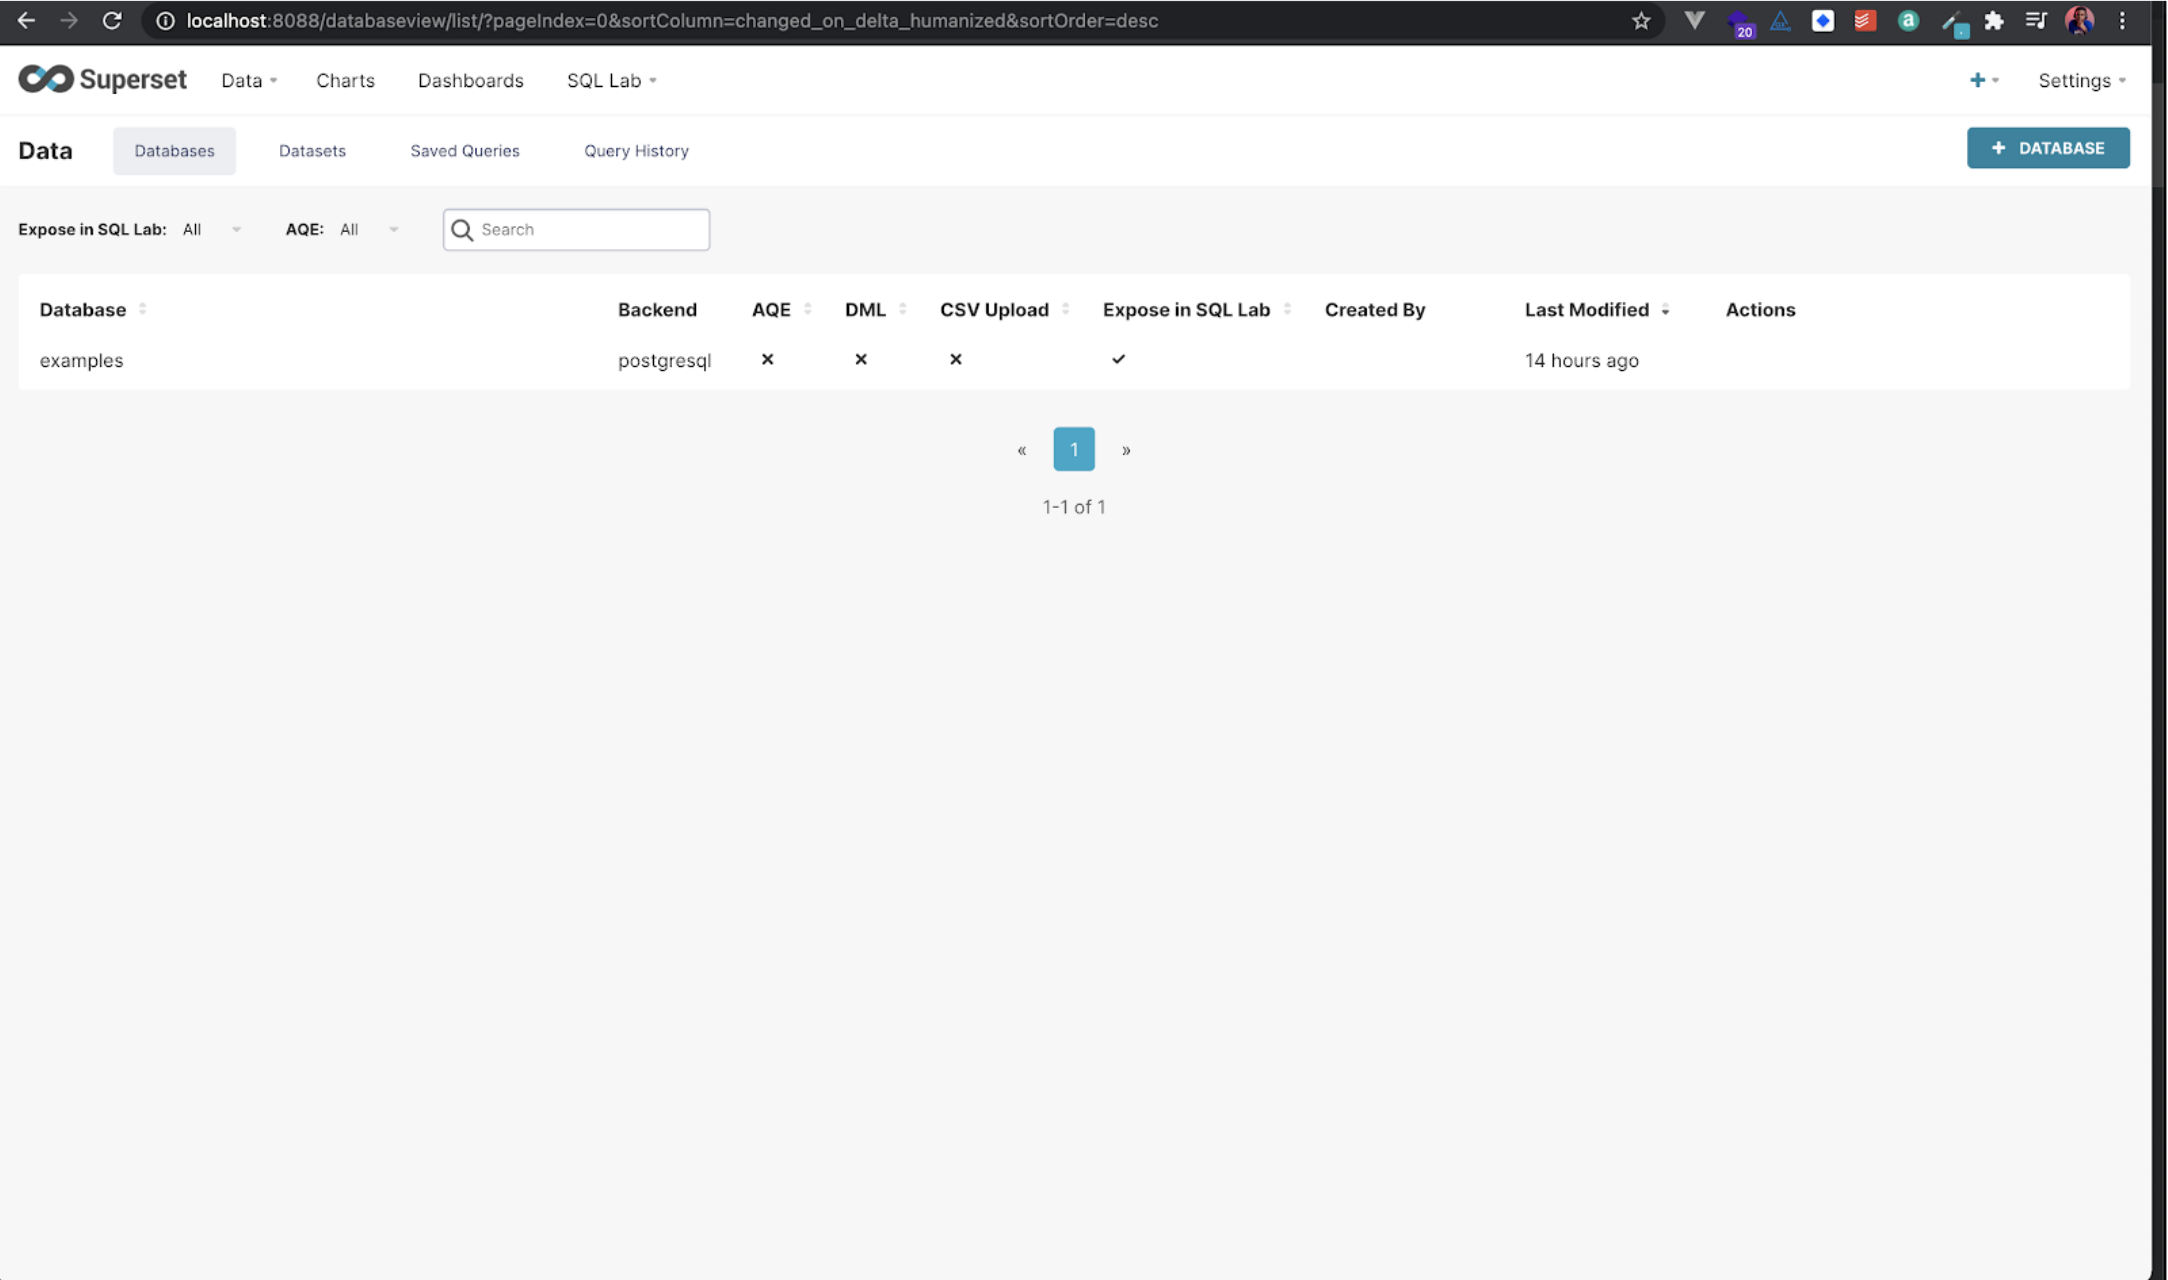 localhost:8088/databaseview/list/?pageIndex=0&sortColumn=changed_on_delta_humanized&sortOrder=desc
20
a
Superset Data Charts Dashboards SQL Lab + Settings
Data Databases Datasets Saved Queries Query History + DATABASE
Expose in SQL Lab: All AQE: All Search
Database Backend AQE DML CSV Upload Expose in SQL Lab Created By Last Modified Actions
examples postgresql 14 hours ago
« 1 »
1-1 of 1